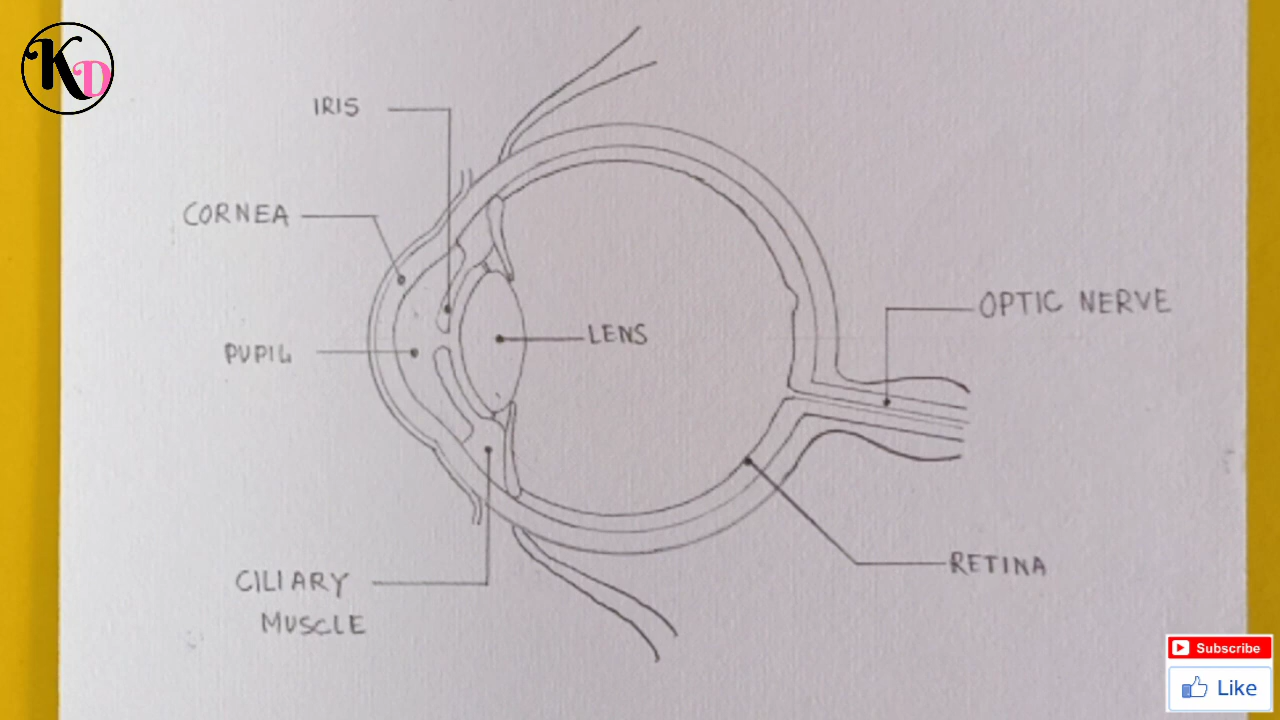 KD
IRIS
CORNEA
PUPIL
LENS
OPTIC NERVE
RETINA
CILIARY
MUSCLE
Subscribe
Like